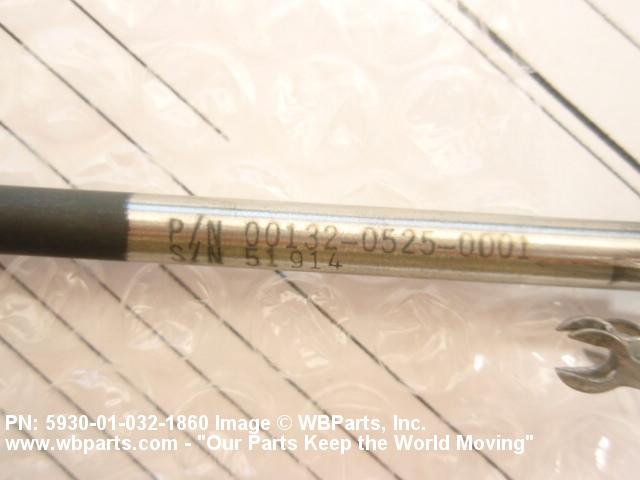 P/N 00132-0525-0001
S/N 51914
PN: 5930-01-032-1860 Image © WBParts, Inc.
www.wbparts.com - "Our Parts Keep the World Moving"